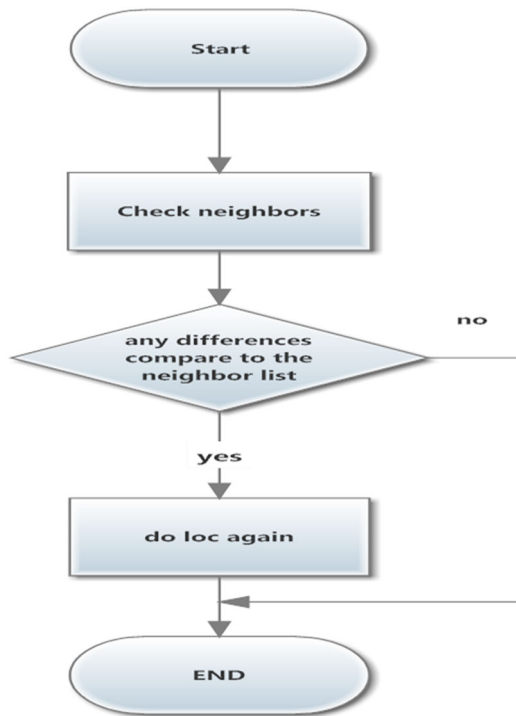 Start
Check neighbors
no
any differences
compare to the
neighbor list
yes
do loc again
END